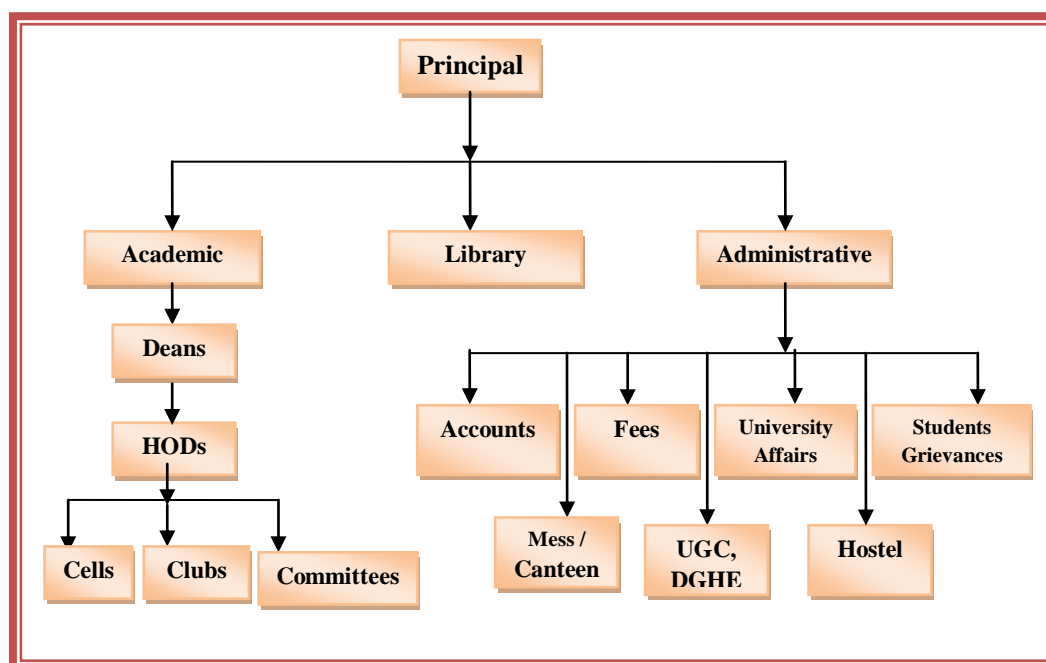 Principal
Academic
Library
Administrative
Deans
HODs
Cells
Clubs
Committees
Accounts
Fees
University
Affairs
Students
Grievances
Mess /
Canteen
UGC,
DGHE
Hostel